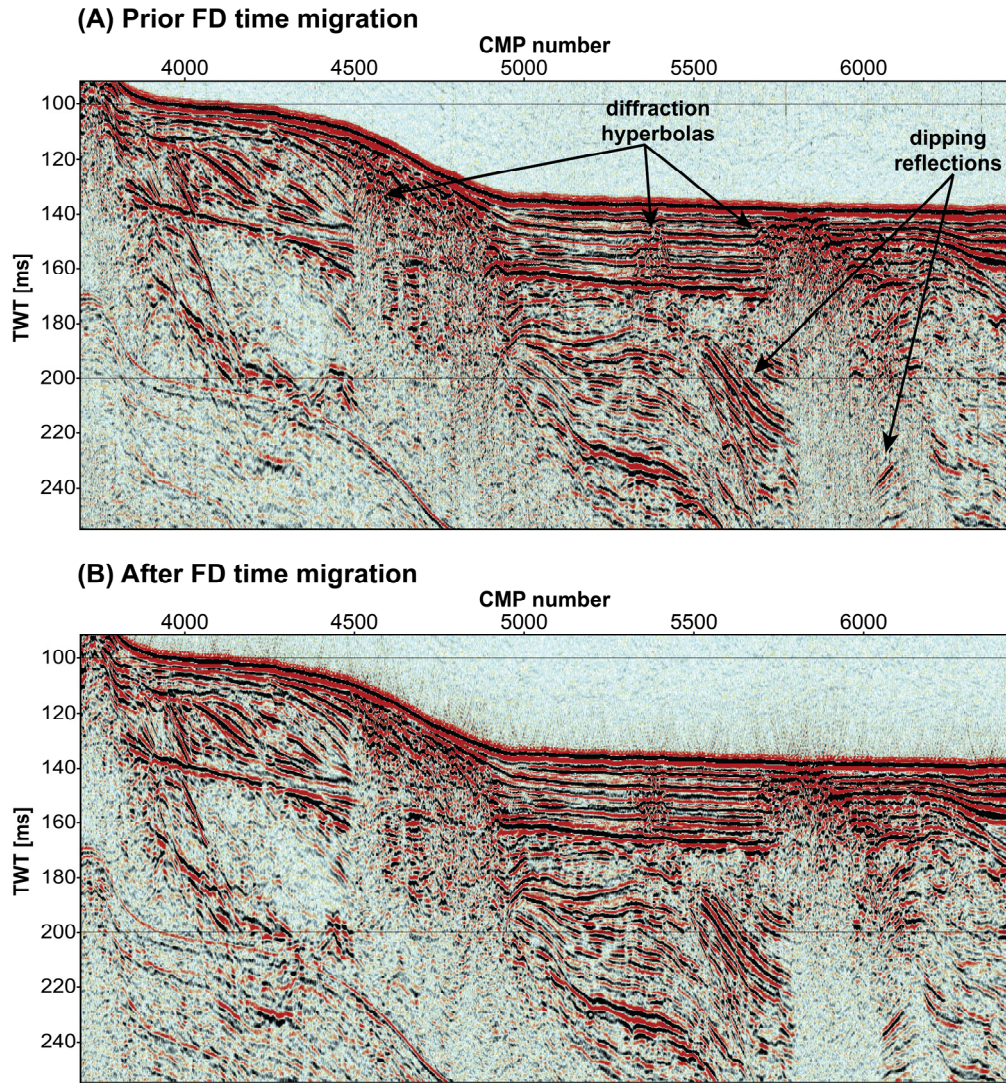 (A) Prior FD time migration
CMP number
4000 4500 5000 5500 6000
diffraction
hyperbolas
dipping
reflections
TWT [ms]
100
120
140
160
180
200
220
240
(B) After FD time migration
CMP number
4000 4500 5000 5500 6000
TWT [ms]
100
120
140
160
180
200
220
240